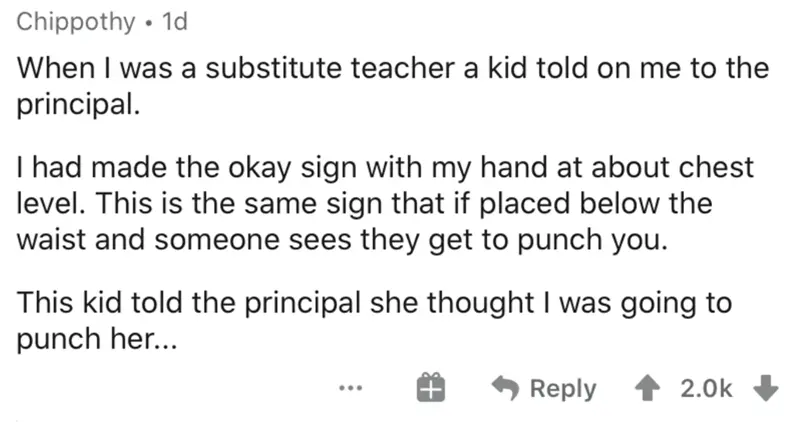 Chippothy • 1d
When I was a substitute teacher a kid told on me to the
principal.
I had made the okay sign with my hand at about chest
level. This is the same sign that if placed below the
waist and someone sees they get to punch you.
This kid told the principal she thought I was going to
punch her...
... Reply 2.0k